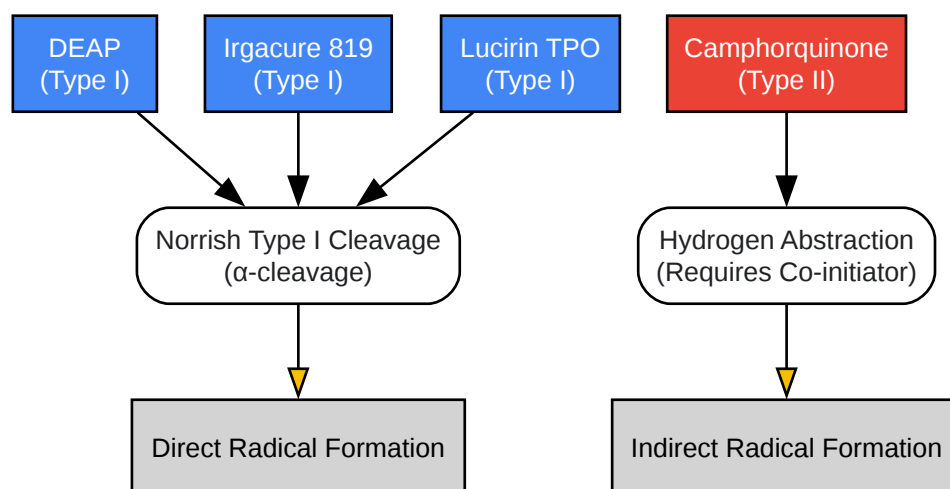 DEAP
(Type I)
Irgacure 819
(Type I)
Lucirin TPO
(Type I)
Camphorquinone
(Type II)
Norrish Type I Cleavage
(α-cleavage)
Hydrogen Abstraction
(Requires Co-initiator)
Direct Radical Formation
Indirect Radical Formation